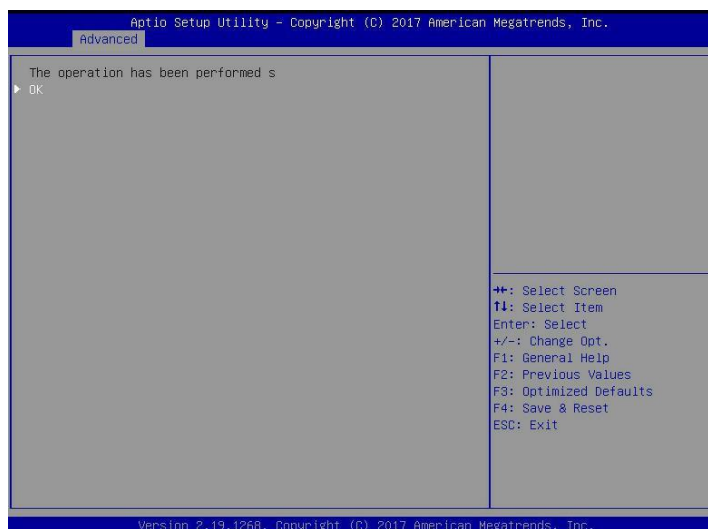 Aptio Setup Utility – Copyright (C) 2017 American Megatrends, Inc.
Advanced
The operation has been performed s
▶ OK
→←: Select Screen
↑↓: Select Item
Enter: Select
+/-: Change Opt.
F1: General Help
F2: Previous Values
F3: Optimized Defaults
F4: Save & Reset
ESC: Exit
Version 2.19.1268. Copyright (C) 2017 American Megatrends, Inc.